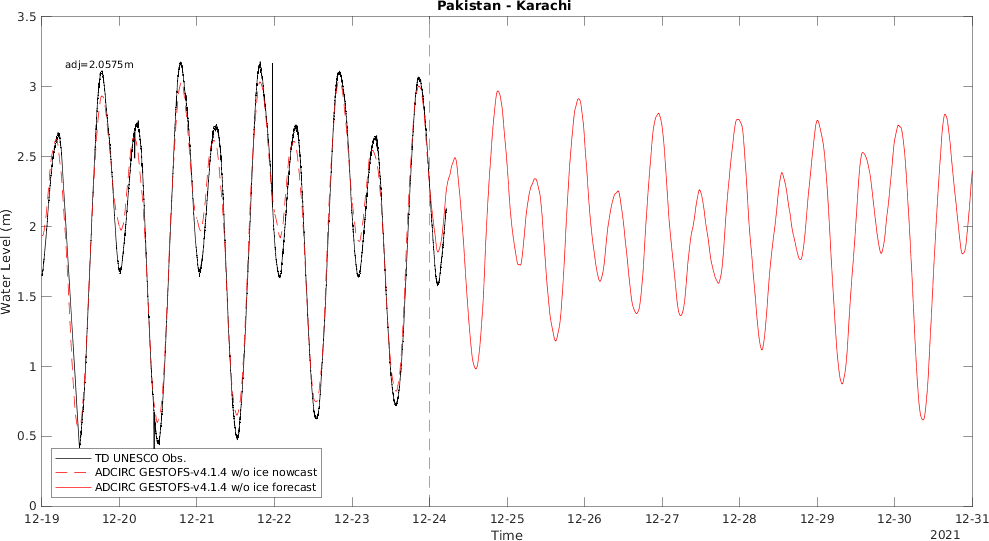 Pakistan - Karachi
3.5
adj=2.0575m
3
2.5
2
Water Level (m)
1.5
1
0.5
TD UNESCO Obs.
ADCIRC GESTOFS-v4.1.4 w/o ice nowcast
ADCIRC GESTOFS-v4.1.4 w/o ice forecast
0
12-19 12-20 12-21 12-22 12-23 12-24 12-25 12-26 12-27 12-28 12-29 12-30 12-31
Time
2021